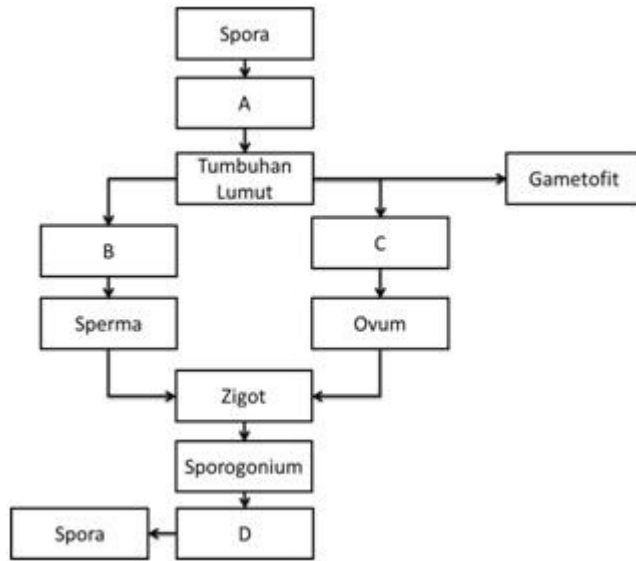 Spora
A
Tumbuhan
Lumut
Gametofit
B
C
Sperma
Ovum
Zigot
Sporogonium
Spora
D